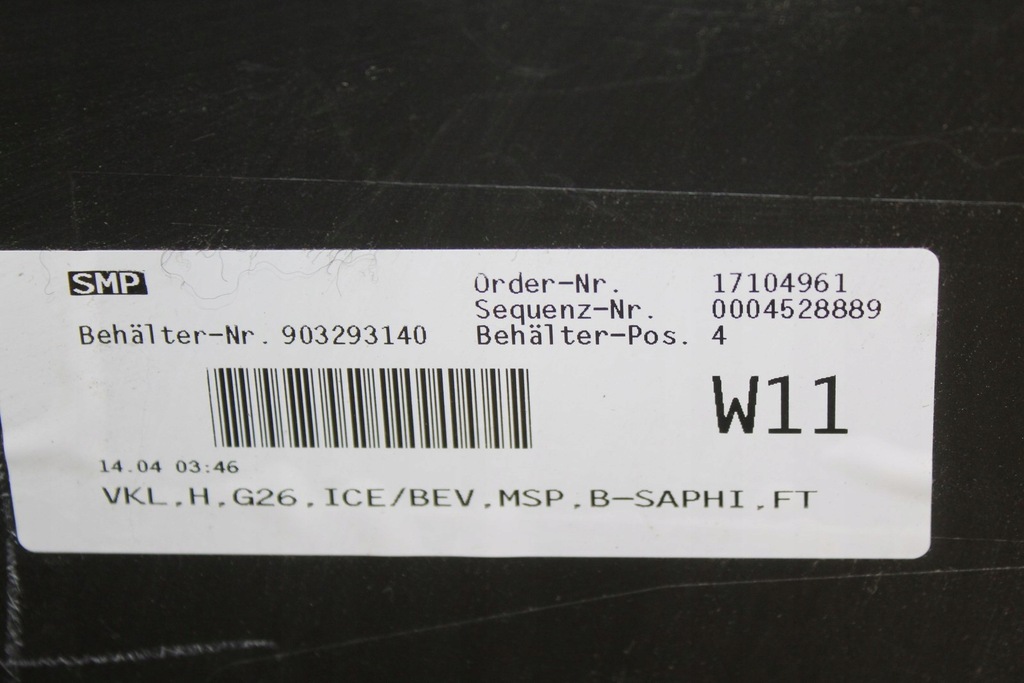 SMP
Order-Nr. 17104961
Sequenz-Nr. 0004528889
Behälter-Nr. 903293140 Behälter-Pos. 4
W11
14.04 03:46
VKL,H,G26,ICE/BEV,MSP,B-SAPHI,FT